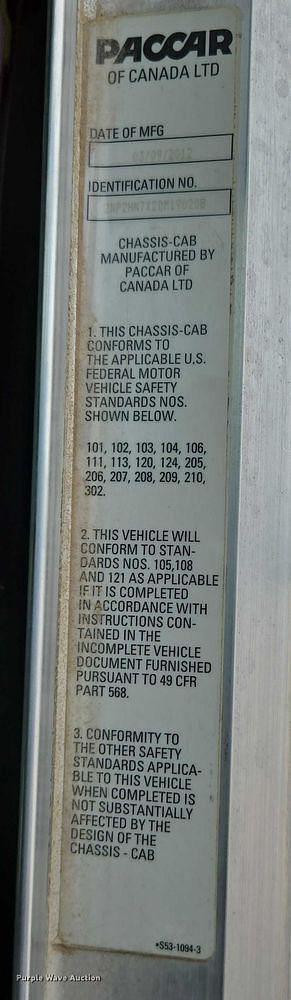 PACCAR
OF CANADA LTD
DATE OF MFG
IDENTIFICATION NO.
CHASSIS-CAB
MANUFACTURED BY
PACCAR OF
CANADA LTD
1. THIS CHASSIS-CAB
CONFORMS TO
THE APPLICABLE U.S.
FEDERAL MOTOR
VEHICLE SAFETY
STANDARDS NOS.
SHOWN BELOW.
101, 102, 103, 104, 106,
111, 113, 120, 124, 205,
206, 207, 208, 209, 210,
302.
2. THIS VEHICLE WILL
CONFORM TO STAN-
DARDS NOS. 105,108
AND 121 AS APPLICABLE
IF IT IS COMPLETED
IN ACCORDANCE WITH
INSTRUCTIONS CON-
TAINED IN THE
INCOMPLETE VEHICLE
DOCUMENT FURNISHED
PURSUANT TO 49 CFR
PART 568.
3. CONFORMITY TO
THE OTHER SAFETY
STANDARDS APPLICA-
BLE TO THIS VEHICLE
WHEN COMPLETED IS
NOT SUBSTANTIALLY
AFFECTED BY THE
DESIGN OF THE
CHASSIS - CAB
*S53-1094-3
Purple Wave Auction